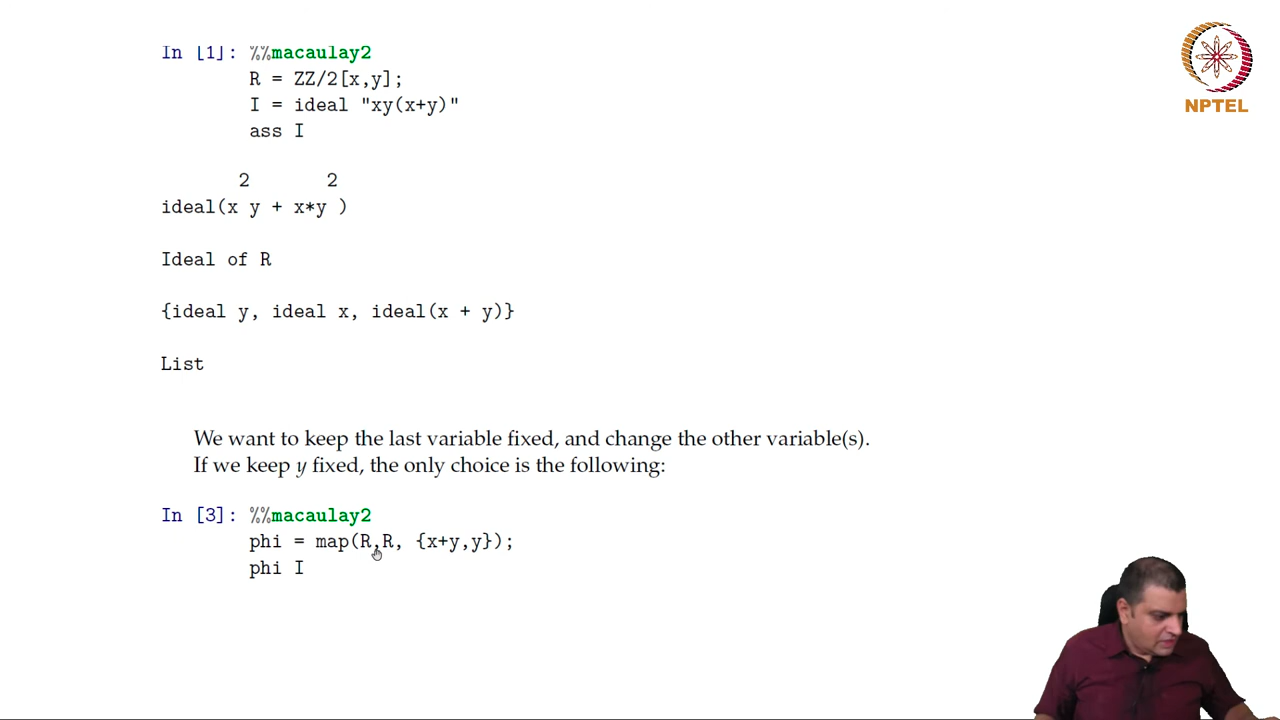 In [1]: %%macaulay2
R = ZZ/2[x,y];
I = ideal "xy(x+y)"
ass I
2 2
ideal(x y + x*y )
Ideal of R
{ideal y, ideal x, ideal(x + y)}
List
We want to keep the last variable fixed, and change the other variable(s).
If we keep y fixed, the only choice is the following:
In [3]: %%macaulay2
phi = map(R,R, {x+y,y});
phi I
NPTEL